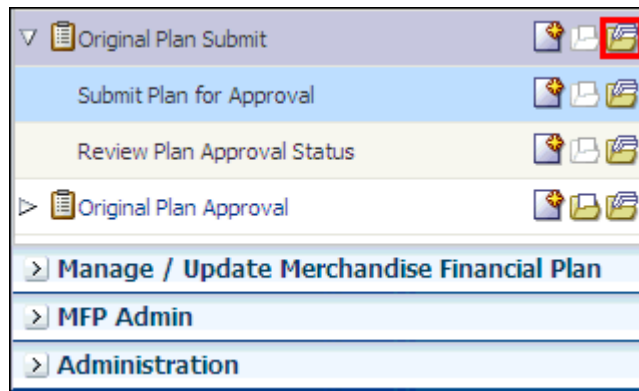 Original Plan Submit
Submit Plan for Approval
Review Plan Approval Status
Original Plan Approval
Manage / Update Merchandise Financial Plan
MFP Admin
Administration